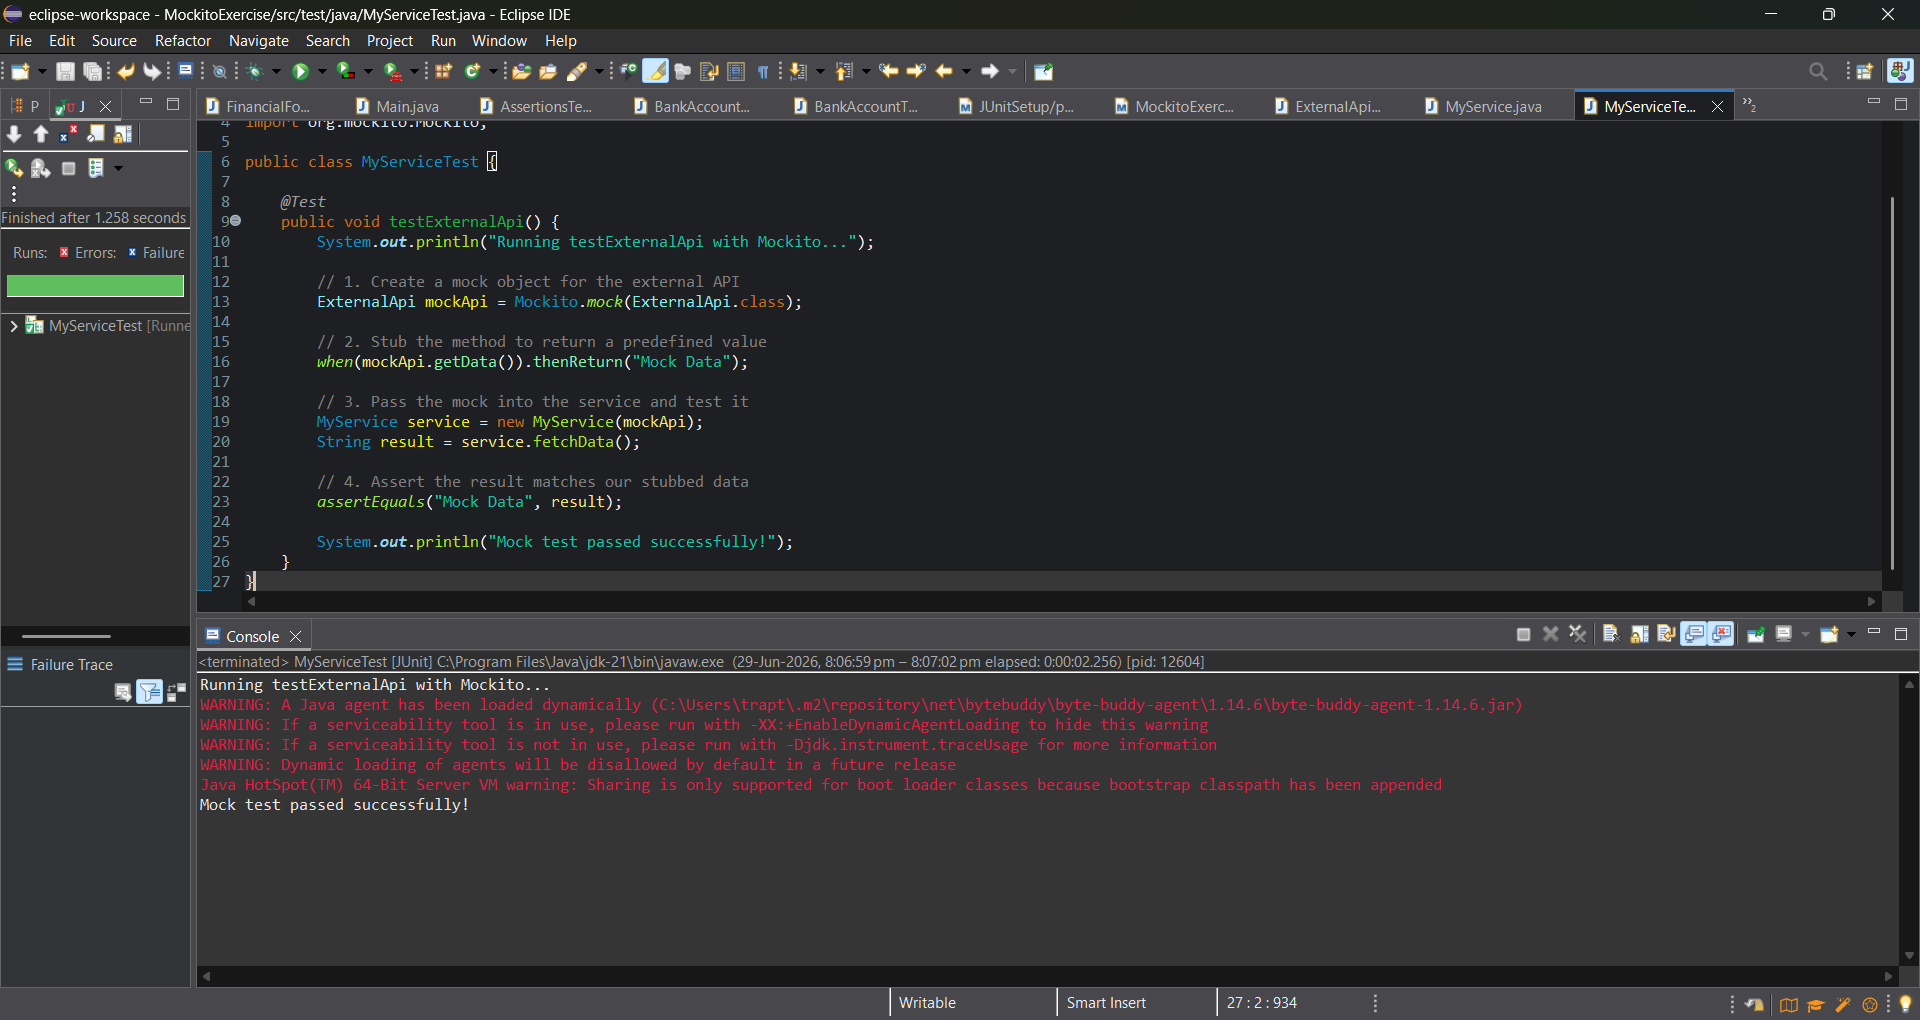 eclipse-workspace - MockitoExercise/src/test/java/MyServiceTest.java - Eclipse IDE
File Edit Source Refactor Navigate Search Project Run Window Help
P J
FinancialFo... Main.java AssertionsTe... BankAccount... BankAccountT... JUnitSetup/p... MockitoExerc... ExternalApi... MyService.java MyServiceTe... »2
4 import org.mockito.Mockito;
5
6 public class MyServiceTest {
7
8 @Test
9 public void testExternalApi() {
10 System.out.println("Running testExternalApi with Mockito...");
11
12 // 1. Create a mock object for the external API
13 ExternalApi mockApi = Mockito.mock(ExternalApi.class);
14
15 // 2. Stub the method to return a predefined value
16 when(mockApi.getData()).thenReturn("Mock Data");
17
18 // 3. Pass the mock into the service and test it
19 MyService service = new MyService(mockApi);
20 String result = service.fetchData();
21
22 // 4. Assert the result matches our stubbed data
23 assertEquals("Mock Data", result);
24
25 System.out.println("Mock test passed successfully!");
26 }
27 }
Finished after 1.258 seconds
Runs: Errors: Failure
MyServiceTest [Runne
Failure Trace
Console
<terminated> MyServiceTest [JUnit] C:\Program Files\Java\jdk-21\bin\javaw.exe (29-Jun-2026, 8:06:59 pm – 8:07:02 pm elapsed: 0:00:02.256) [pid: 12604]
Running testExternalApi with Mockito...
WARNING: A Java agent has been loaded dynamically (C:\Users\trapt\.m2\repository\net\bytebuddy\byte-buddy-agent\1.14.6\byte-buddy-agent-1.14.6.jar)
WARNING: If a serviceability tool is in use, please run with -XX:+EnableDynamicAgentLoading to hide this warning
WARNING: If a serviceability tool is not in use, please run with -Djdk.instrument.traceUsage for more information
WARNING: Dynamic loading of agents will be disallowed by default in a future release
Java HotSpot(TM) 64-Bit Server VM warning: Sharing is only supported for boot loader classes because bootstrap classpath has been appended
Mock test passed successfully!
Writable Smart Insert 27 : 2 : 934